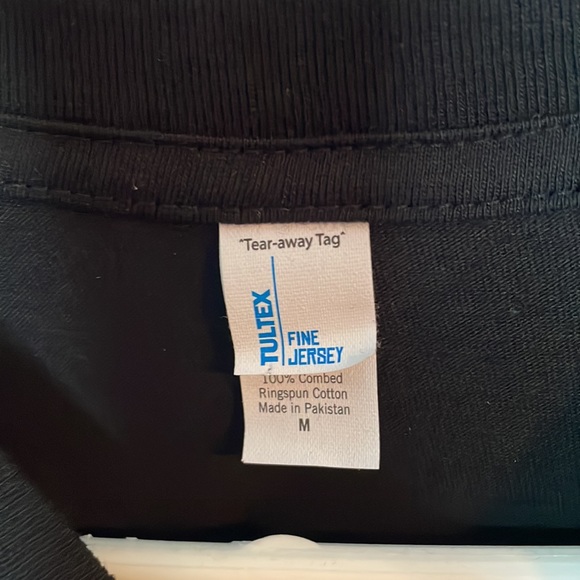 "Tear-away Tag"
TULTEX
FINE
JERSEY
100% Combed
Ringspun Cotton
Made in Pakistan
M